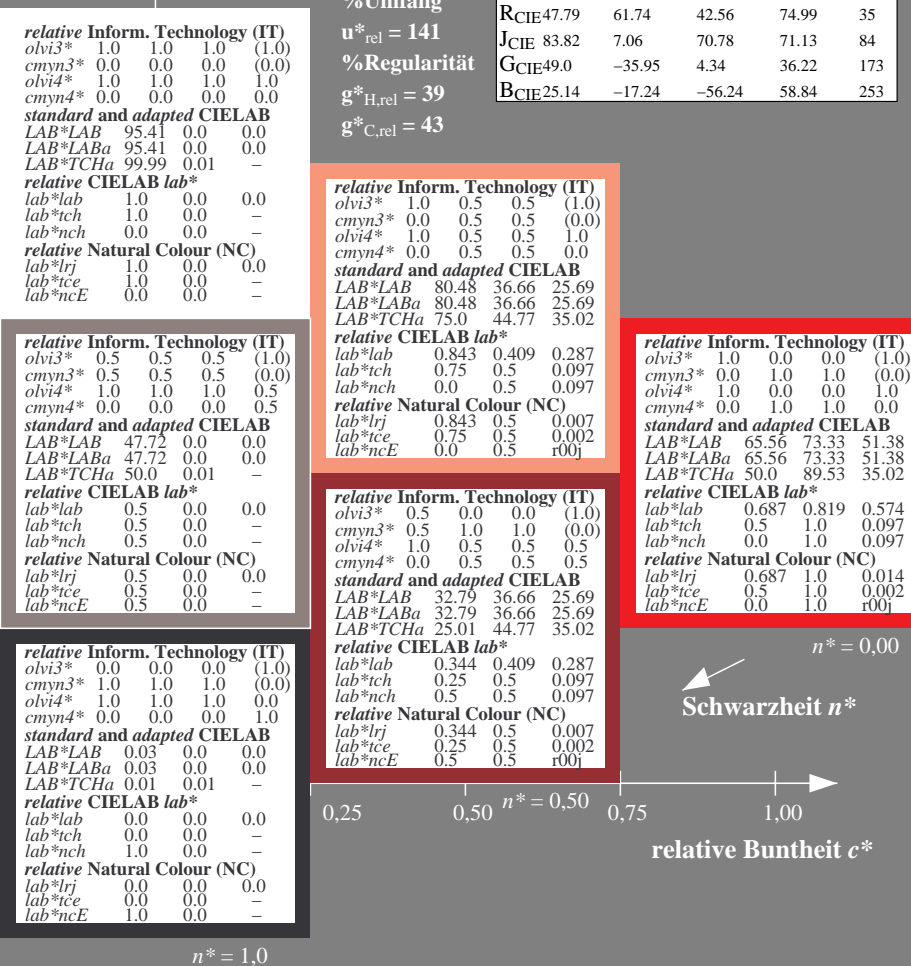 %Umfang
u*rel = 141
%Regularität
g*H,rel = 39
g*C,rel = 43
RCIE 47.79 61.74 42.56 74.99 35
JCIE 83.82 7.06 70.78 71.13 84
GCIE 49.0 −35.95 4.34 36.22 173
BCIE 25.14 −17.24 −56.24 58.84 253
relative Inform. Technology (IT)
olvi3* 1.0 1.0 1.0 (1.0)
cmyn3* 0.0 0.0 0.0 (0.0)
olvi4* 1.0 1.0 1.0 1.0
cmyn4* 0.0 0.0 0.0 0.0
standard and adapted CIELAB
LAB*LAB 95.41 0.0 0.0
LAB*LABa 95.41 0.0 0.0
LAB*TCHa 99.99 0.01 –
relative CIELAB lab*
lab*lab 1.0 0.0 0.0
lab*tch 1.0 0.0 –
lab*nch 0.0 0.0 –
relative Natural Colour (NC)
lab*lrj 1.0 0.0 0.0
lab*tce 1.0 0.0 –
lab*ncE 0.0 0.0 –
relative Inform. Technology (IT)
olvi3* 1.0 0.5 0.5 (1.0)
cmyn3* 0.0 0.5 0.5 (0.0)
olvi4* 1.0 0.5 0.5 1.0
cmyn4* 0.0 0.5 0.5 0.0
standard and adapted CIELAB
LAB*LAB 80.48 36.66 25.69
LAB*LABa 80.48 36.66 25.69
LAB*TCHa 75.0 44.77 35.02
relative CIELAB lab*
lab*lab 0.843 0.409 0.287
lab*tch 0.75 0.5 0.097
lab*nch 0.0 0.5 0.097
relative Natural Colour (NC)
lab*lrj 0.843 0.5 0.007
lab*tce 0.75 0.5 0.002
lab*ncE 0.0 0.5 r00j
relative Inform. Technology (IT)
olvi3* 0.5 0.5 0.5 (1.0)
cmyn3* 0.5 0.5 0.5 (0.0)
olvi4* 1.0 1.0 1.0 0.5
cmyn4* 0.0 0.0 0.0 0.5
standard and adapted CIELAB
LAB*LAB 47.72 0.0 0.0
LAB*LABa 47.72 0.0 0.0
LAB*TCHa 50.0 0.01 –
relative CIELAB lab*
lab*lab 0.5 0.0 0.0
lab*tch 0.5 0.0 –
lab*nch 0.5 0.0 –
relative Natural Colour (NC)
lab*lrj 0.5 0.0 0.0
lab*tce 0.5 0.0 –
lab*ncE 0.5 0.0 –
relative Inform. Technology (IT)
olvi3* 1.0 0.0 0.0 (1.0)
cmyn3* 0.0 1.0 1.0 (0.0)
olvi4* 1.0 0.0 0.0 1.0
cmyn4* 0.0 1.0 1.0 0.0
standard and adapted CIELAB
LAB*LAB 65.56 73.33 51.38
LAB*LABa 65.56 73.33 51.38
LAB*TCHa 50.0 89.53 35.02
relative CIELAB lab*
lab*lab 0.687 0.819 0.574
lab*tch 0.5 1.0 0.097
lab*nch 0.0 1.0 0.097
relative Natural Colour (NC)
lab*lrj 0.687 1.0 0.014
lab*tce 0.5 1.0 0.002
lab*ncE 0.0 1.0 r00j
relative Inform. Technology (IT)
olvi3* 0.5 0.0 0.0 (1.0)
cmyn3* 0.5 1.0 1.0 (0.0)
olvi4* 1.0 0.5 0.5 0.5
cmyn4* 0.0 0.5 0.5 0.5
standard and adapted CIELAB
LAB*LAB 32.79 36.66 25.69
LAB*LABa 32.79 36.66 25.69
LAB*TCHa 25.01 44.77 35.02
relative CIELAB lab*
lab*lab 0.344 0.409 0.287
lab*tch 0.25 0.5 0.097
lab*nch 0.5 0.5 0.097
relative Natural Colour (NC)
lab*lrj 0.344 0.5 0.007
lab*tce 0.25 0.5 0.002
lab*ncE 0.5 0.5 r00j
relative Inform. Technology (IT)
olvi3* 0.0 0.0 0.0 (1.0)
cmyn3* 1.0 1.0 1.0 (0.0)
olvi4* 1.0 1.0 1.0 0.0
cmyn4* 0.0 0.0 0.0 1.0
standard and adapted CIELAB
LAB*LAB 0.03 0.0 0.0
LAB*LABa 0.03 0.0 0.0
LAB*TCHa 0.01 0.01 –
relative CIELAB lab*
lab*lab 0.0 0.0 0.0
lab*tch 0.0 0.0 –
lab*nch 1.0 0.0 –
relative Natural Colour (NC)
lab*lrj 0.0 0.0 0.0
lab*tce 0.0 0.0 –
lab*ncE 1.0 0.0 –
n* = 0,00
Schwarzheit n*
n* = 0,50
0,25 0,50 0,75 1,00
relative Buntheit c*
n* = 1,0